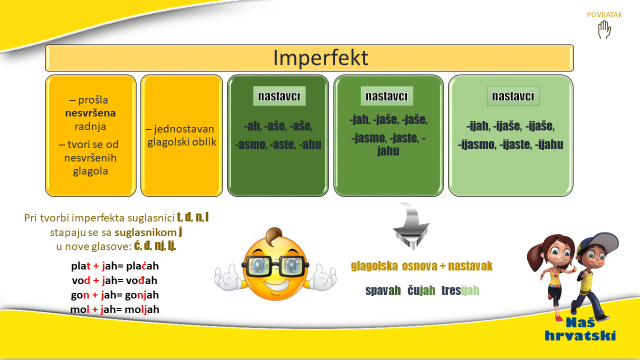 POVRATAK
Imperfekt
– prošla
nesvršena
radnja
– tvori se od
nesvršenih
glagola
– jednostavan
glagolski oblik
nastavci
-ah, -aše, -aše,
-asmo, -aste, -ahu
nastavci
-jah, -jaše, -jaše,
-jasmo, -jaste, -
jahu
nastavci
-ijah, -ijaše, -ijaše,
-ijasmo, -ijaste, -ijahu
Pri tvorbi imperfekta suglasnici t, d, n, l
stapaju se sa suglasnikom j
u nove glasove: ć, đ, nj, lj.
plat + jah= plaćah
vod + jah= vođah
gon + jah= gonjah
mol + jah= moljah
glagolska osnova + nastavak
spavah čujah tresijah
Naš
hrvatski